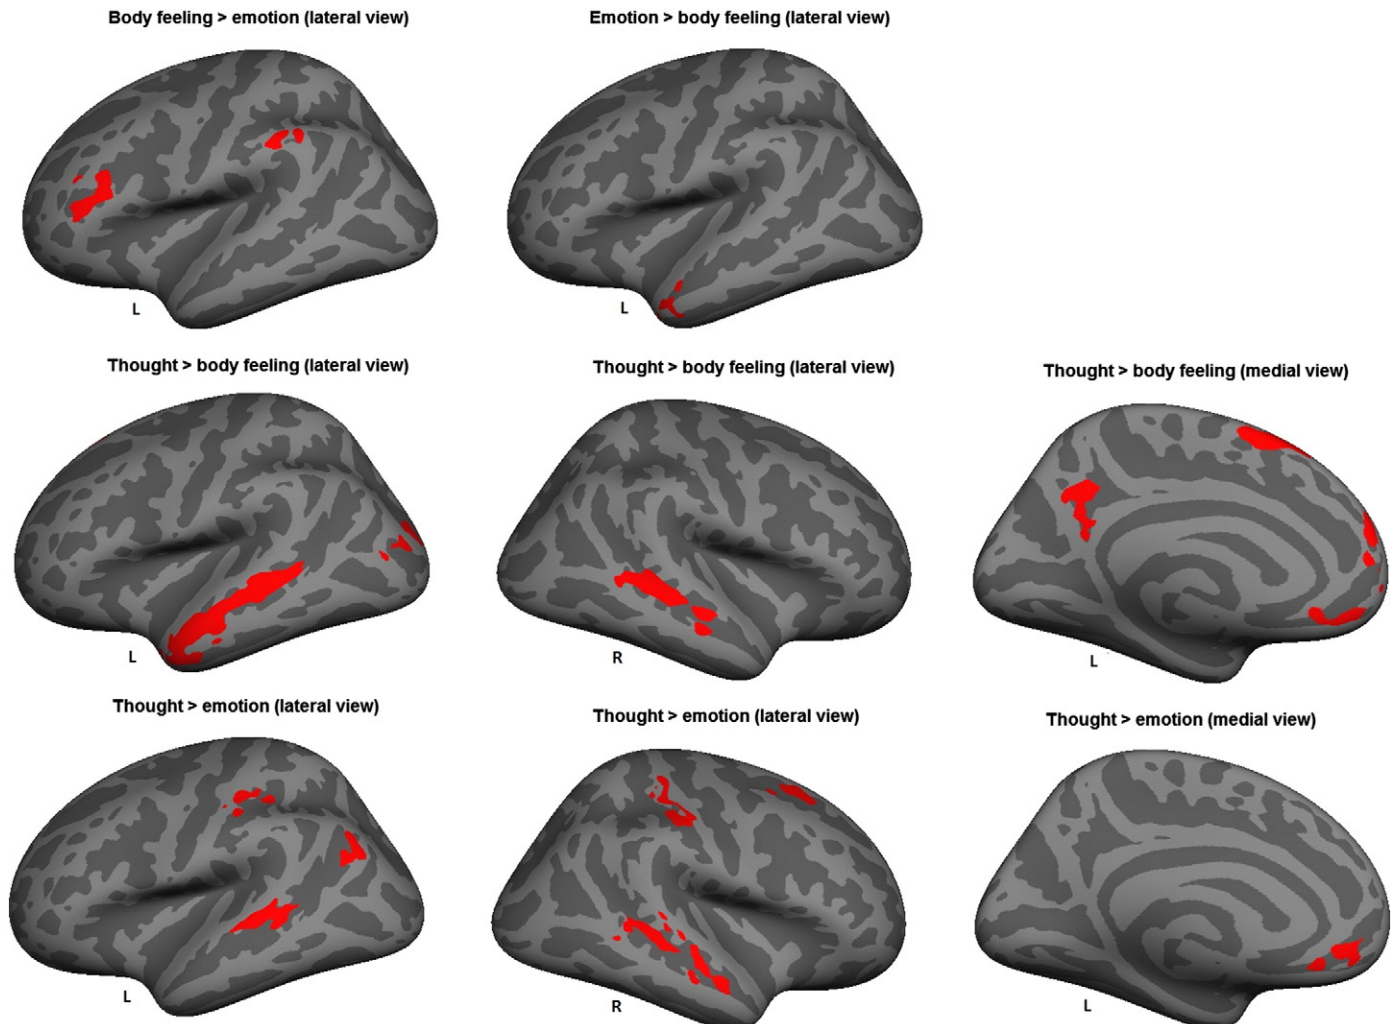 Body feeling > emotion (lateral view)
Emotion > body feeling (lateral view)
L
L
Thought > body feeling (lateral view)
Thought > body feeling (lateral view)
Thought > body feeling (medial view)
L
R
L
Thought > emotion (lateral view)
Thought > emotion (lateral view)
Thought > emotion (medial view)
L
R
L